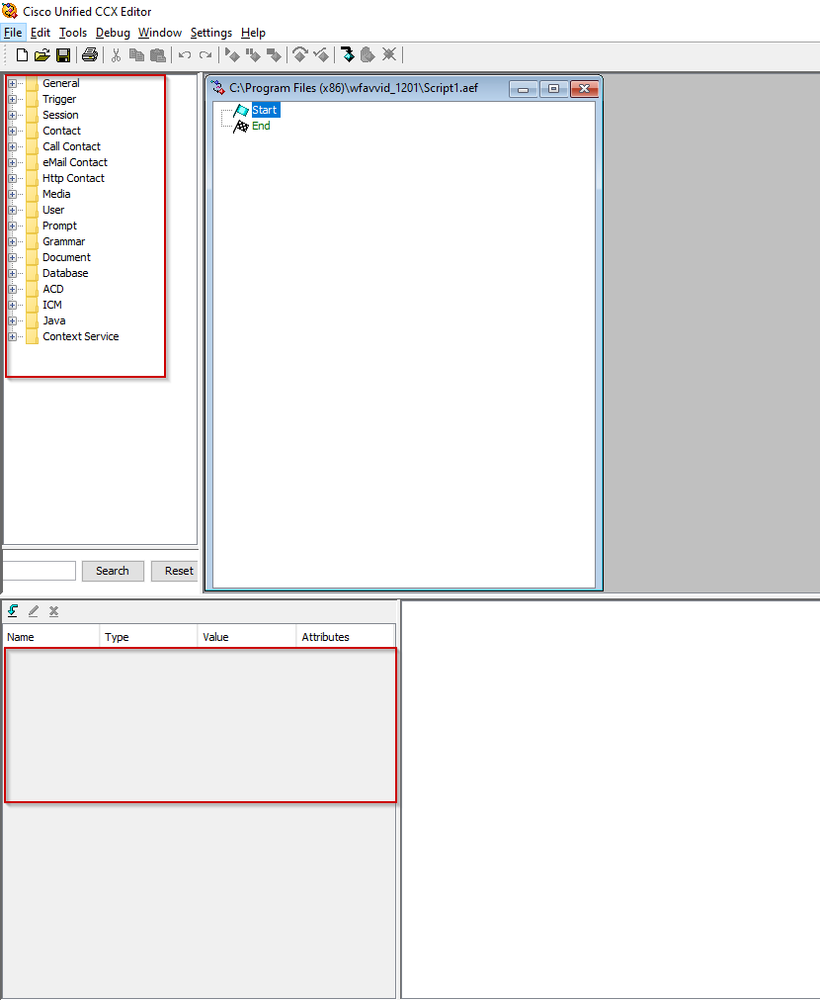 Cisco Unified CCX Editor
File Edit Tools Debug Window Settings Help
General
Trigger
Session
Contact
Call Contact
eMail Contact
Http Contact
Media
User
Prompt
Grammar
Document
Database
ACD
ICM
Java
Context Service
Search Reset
C:\Program Files (x86)\wfavvid_1201\Script1.aef
Start
End
Name Type Value Attributes